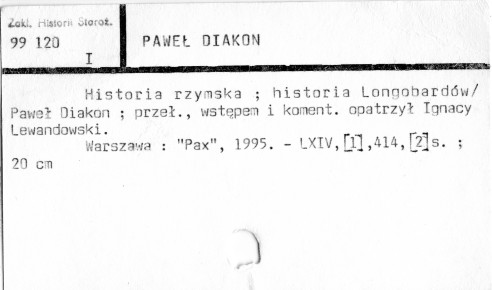 Zakl. Historii Staroż.
99 120
I
PAWEŁ DIAKON
Historia rzymska ; historia Longobardów/
Paweł Diakon ; przeł., wstępem i koment. opatrzył Ignacy
Lewandowski.
Warszawa : "Pax", 1995. - LXIV,[1],414,[2]s. ;
20 cm